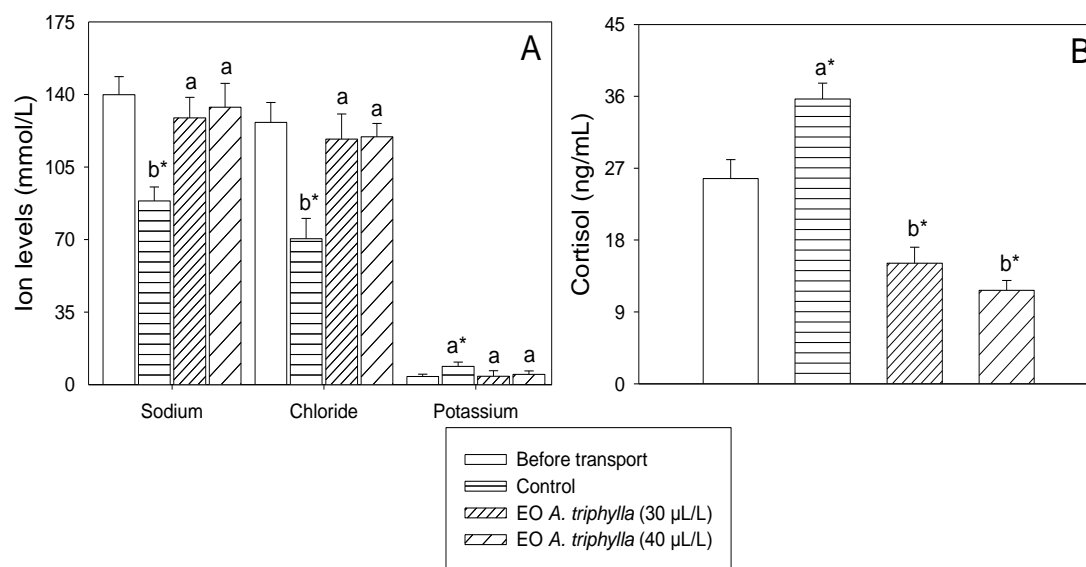 A
Ion levels (mmol/L)
175
140
105
70
35
0
b*
a
a
b*
a
a
a*
a
a
Sodium
Chloride
Potassium
B
Cortisol (ng/mL)
45
36
27
18
9
0
a*
b*
b*
Before transport
Control
EO A. triphylla (30 µL/L)
EO A. triphylla (40 µL/L)